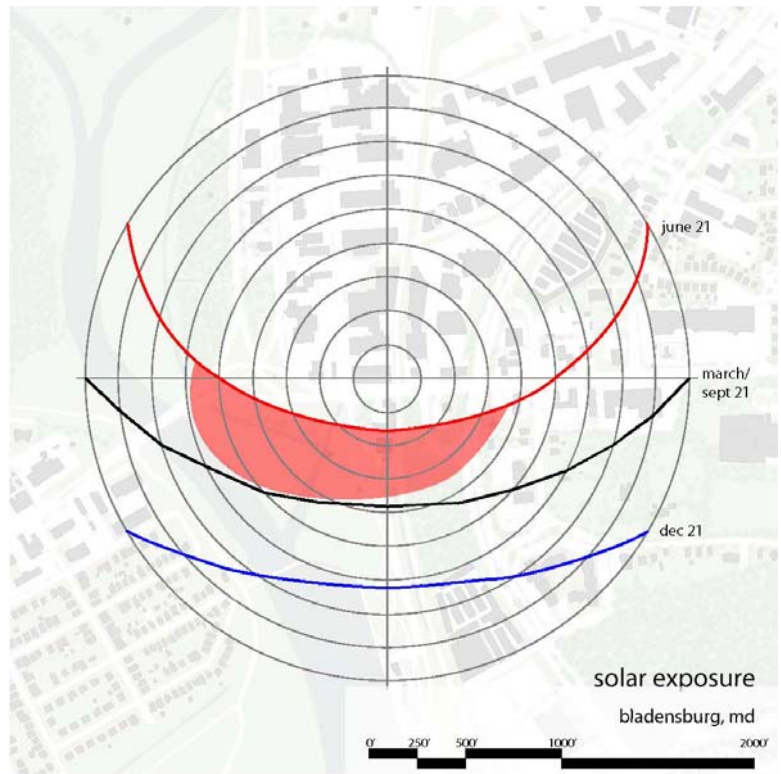 june 21
march/
sept 21
dec 21
solar exposure
bladensburg, md
0' 250' 500' 1000' 2000'